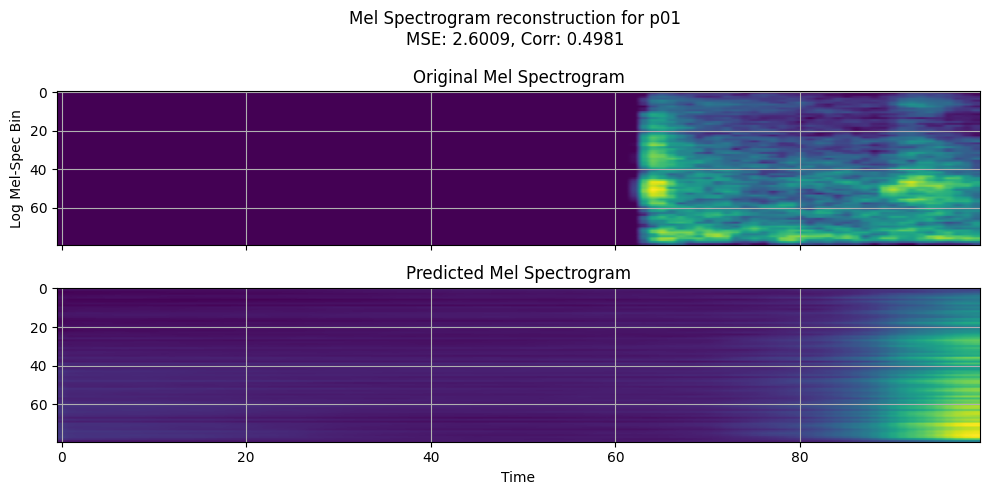 Mel Spectrogram reconstruction for p01
MSE: 2.6009, Corr: 0.4981
Original Mel Spectrogram
Log Mel-Spec Bin
0
20
40
60
Predicted Mel Spectrogram
0
20
40
60
0 20 40 60 80
Time